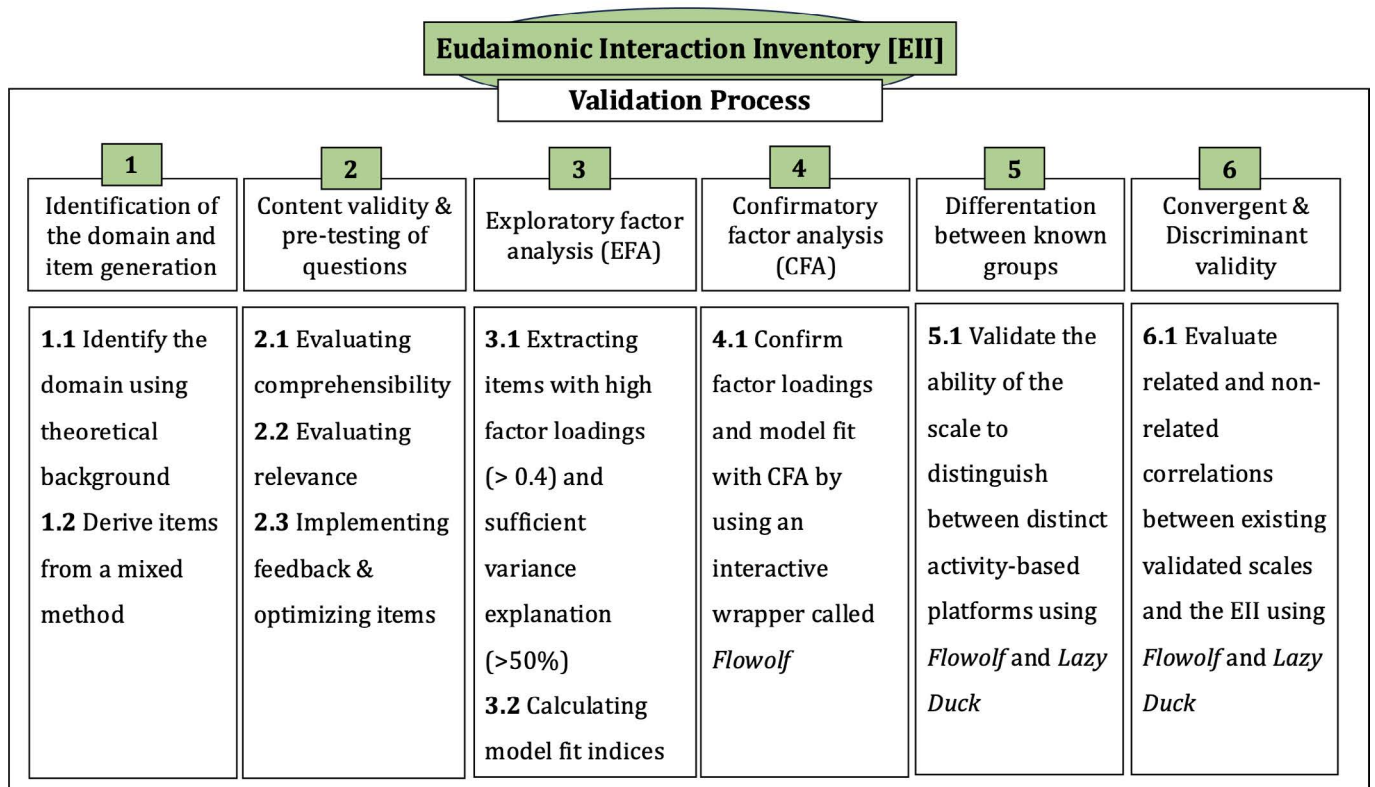 Eudaimonic Interaction Inventory [EII]
Validation Process
1
Identification of
the domain and
item generation
1.1 Identify the
domain using
theoretical
background
1.2 Derive items
from a mixed
method
2
Content validity &
pre-testing of
questions
2.1 Evaluating
comprehensibility
2.2 Evaluating
relevance
2.3 Implementing
feedback &
optimizing items
3
Exploratory factor
analysis (EFA)
3.1 Extracting
items with high
factor loadings
(> 0.4) and
sufficient
variance
explanation
(>50%)
3.2 Calculating
model fit indices
4
Confirmatory
factor analysis
(CFA)
4.1 Confirm
factor loadings
and model fit
with CFA by
using an
interactive
wrapper called
Flowolf
5
Differentation
between known
groups
5.1 Validate the
ability of the
scale to
distinguish
between distinct
activity-based
platforms using
Flowolf and Lazy
Duck
6
Convergent &
Discriminant
validity
6.1 Evaluate
related and non-
related
correlations
between existing
validated scales
and the EII using
Flowolf and Lazy
Duck